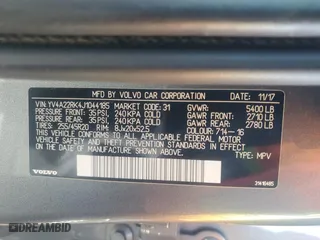 MFD BY VOLVO CAR CORPORATION DATE: 11/17
VIN: YV4A22RK4J1044185 MARKET CODE: 31 GVWR: 5400 LB
FRONT PRESSURES 35 PSI, 240 KPA COLD GAWR FRONT: 2710 LB
REAR PRESSURES 35 PSI, 240 KPA COLD GAWR REAR: 2780 LB
TIRES: 255/45R20 RIM: 8Jx20x52.5 COLOUR: 714-16
THIS VEHICLE CONFORMS TO ALL APPLICABLE FEDERAL MOTOR VEHICLE
SAFETY, BUMPER AND THEFT PREVENTION STANDARDS IN EFFECT
ON DATE OF MANUFACTURE SHOWN ABOVE. TYPE: MPV
VOLVO
DREAMBID